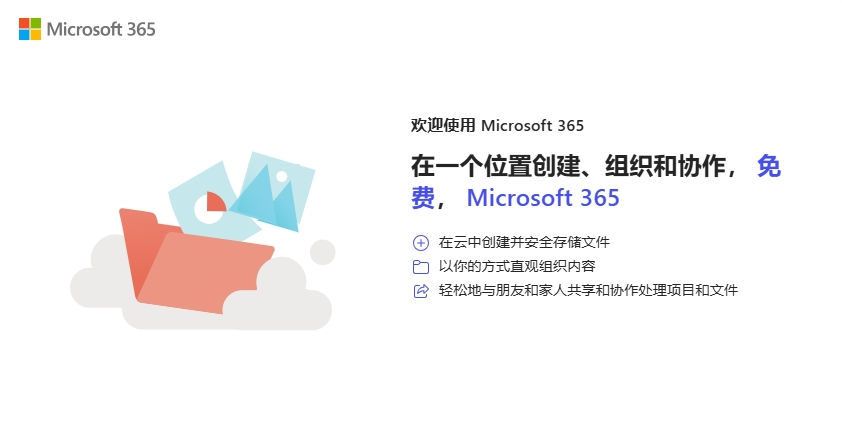 Microsoft 365
欢迎使用 Microsoft 365
在一个位置创建、组织和协作， 免
费， Microsoft 365
在云中创建并安全存储文件
以你的方式直观组织内容
轻松地与朋友和家人共享和协作处理项目和文件